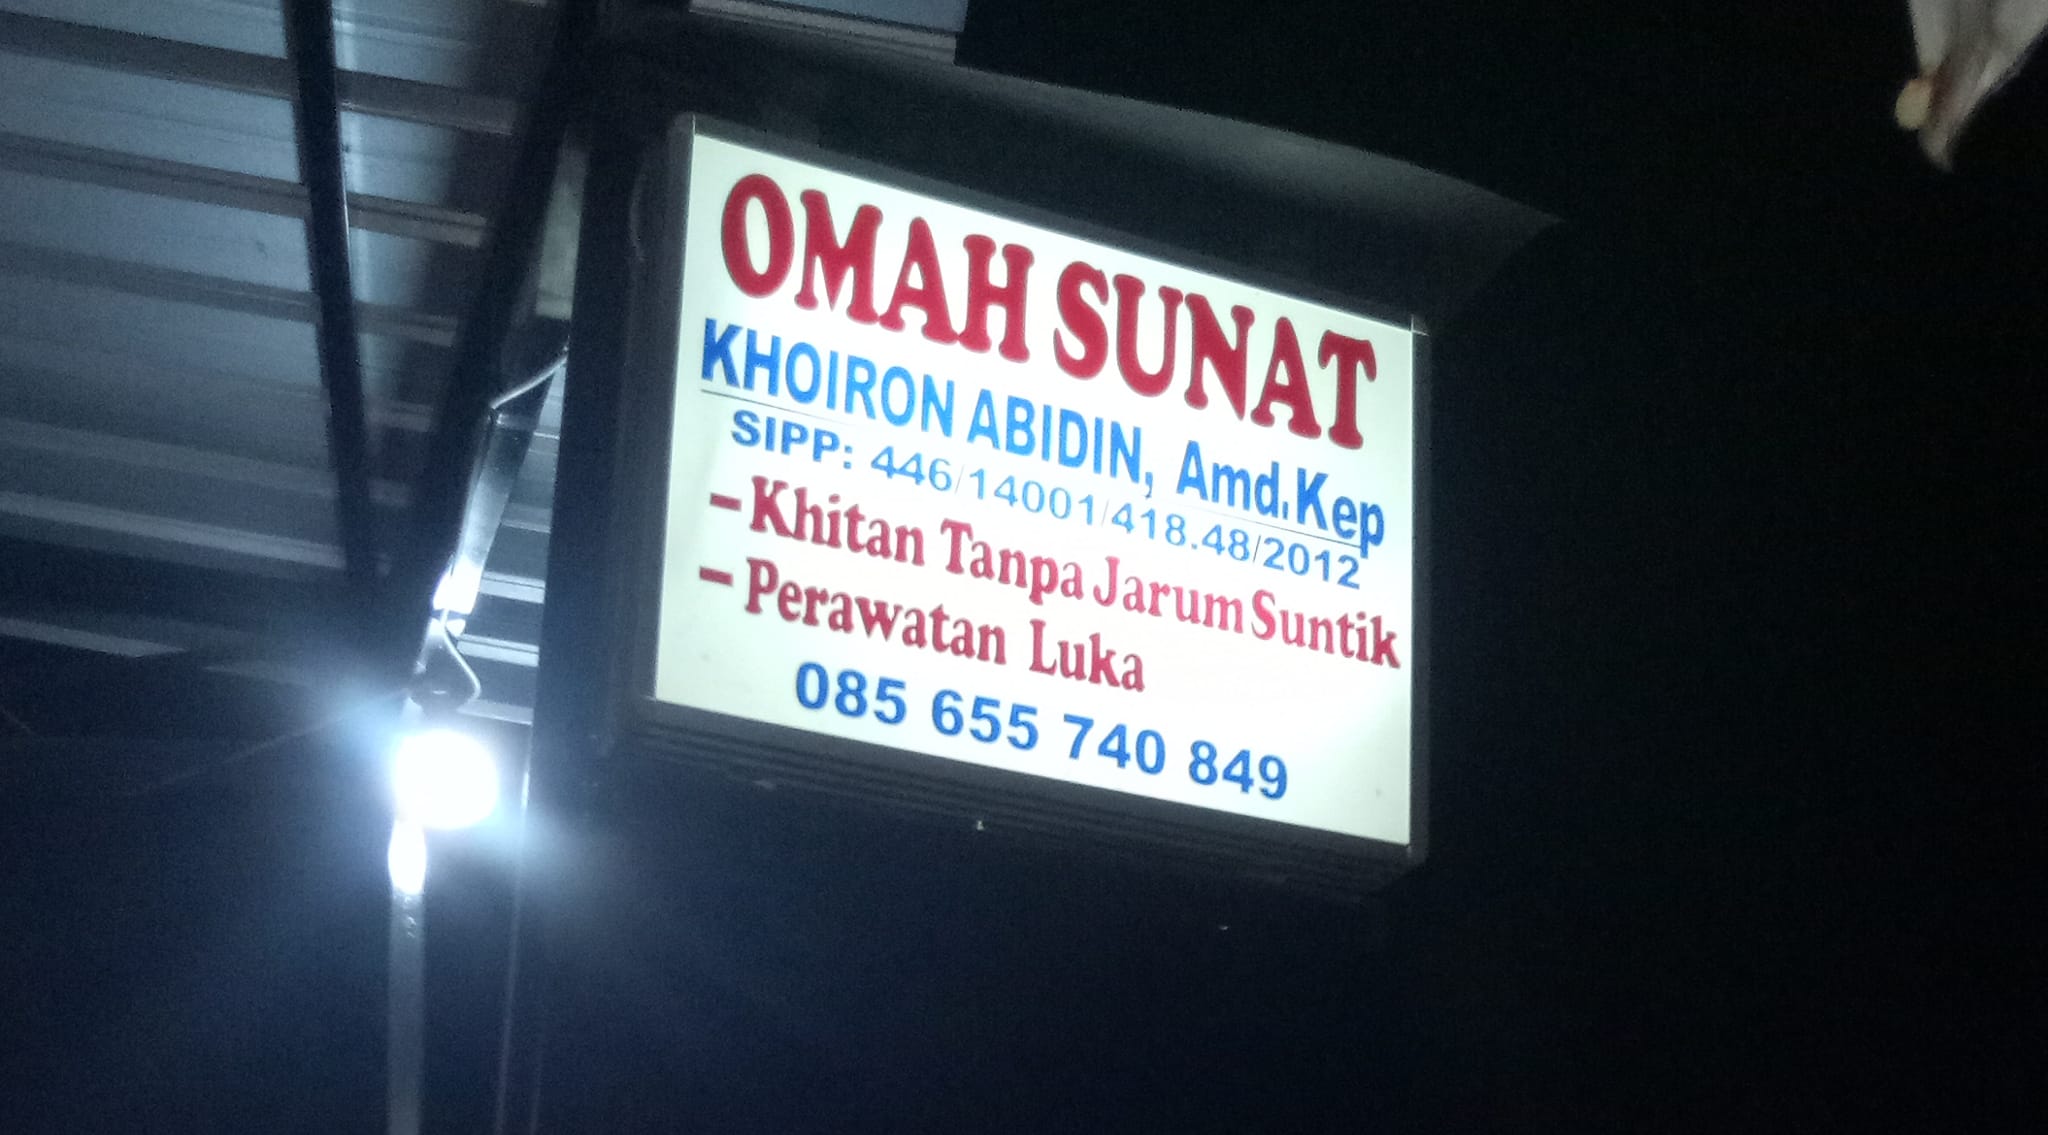 OMAH SUNAT
KHOIRON ABIDIN, Amd.Kep
SIPP: 446/14001/418.48/2012
- Khitan Tanpa Jarum Suntik
- Perawatan Luka
085 655 740 849